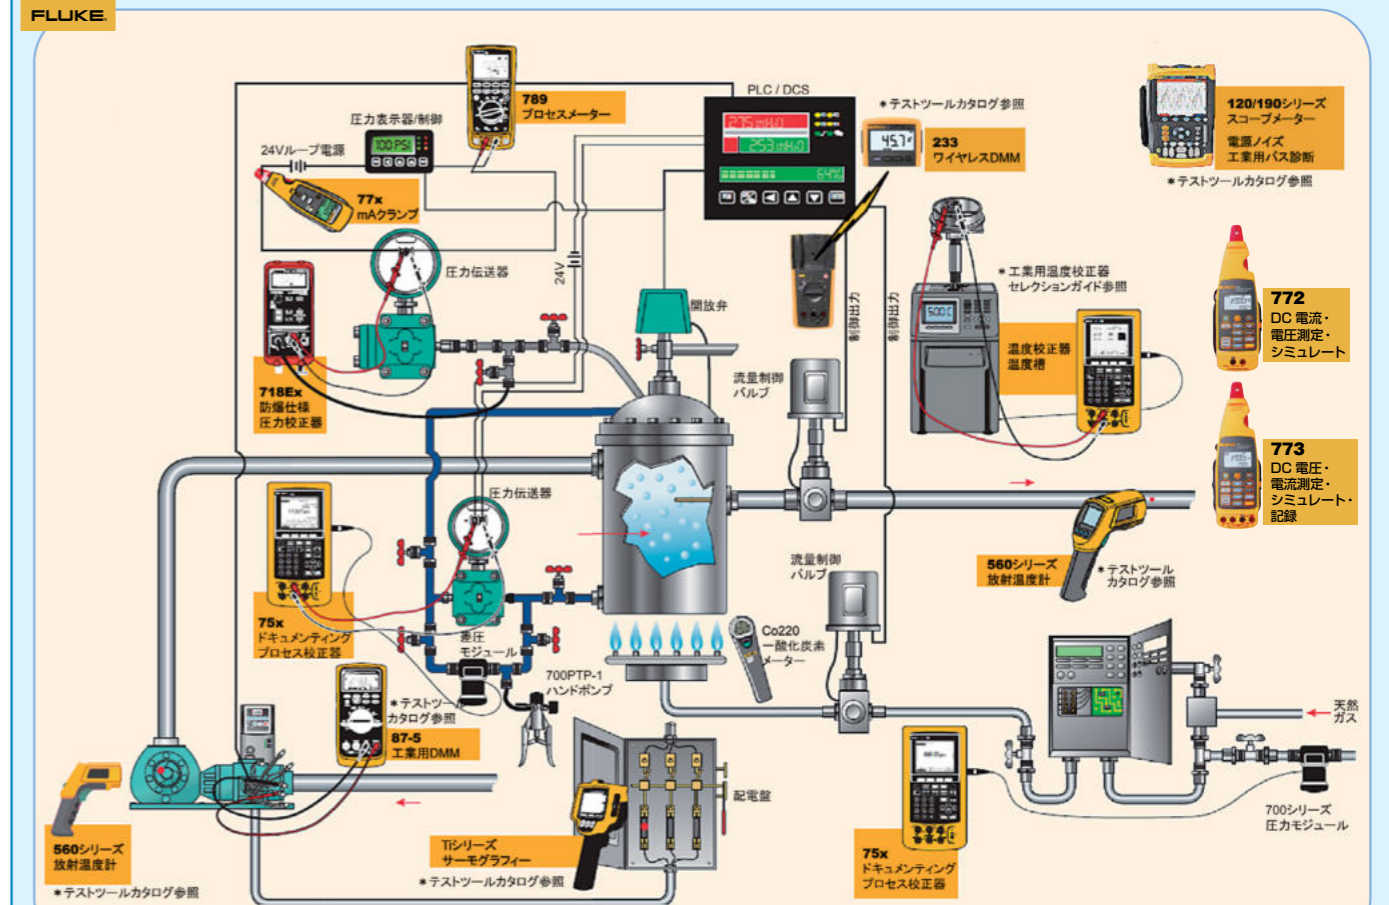 FLUKE
789
プロセスメーター
PLC / DCS
圧力表示器/制御
100 PSI
24Vループ電源
77x
mAクランプ
275 mH2O
253 mH2O
64%
＊テストツールカタログ参照
45.7
233
ワイヤレスDMM
120/190シリーズ
スコープメーター
電源ノイズ
工業用バス診断
＊テストツールカタログ参照
圧力伝送器
24V
開放弁
制御出力
制御出力
＊工業用温度校正器
セレクションガイド参照
500C
温度校正器
温度槽
772
DC 電流・
電圧測定・
シミュレート
718Ex
防爆仕様
圧力校正器
流量制御
バルブ
773
DC 電圧・
電流測定・
シミュレート・
記録
圧力伝送器
流量制御
バルブ
560シリーズ
放射温度計
＊テストツール
カタログ参照
75x
ドキュメンティング
プロセス校正器
差圧
モジュール
Co220
一酸化炭素
メーター
700PTP-1
ハンドポンプ
＊テストツール
カタログ参照
87-5
工業用DMM
天然
ガス
配電盤
700シリーズ
圧力モジュール
560シリーズ
放射温度計
＊テストツールカタログ参照
Tiシリーズ
サーモグラフィー
＊テストツールカタログ参照
75x
ドキュメンティング
プロセス校正器